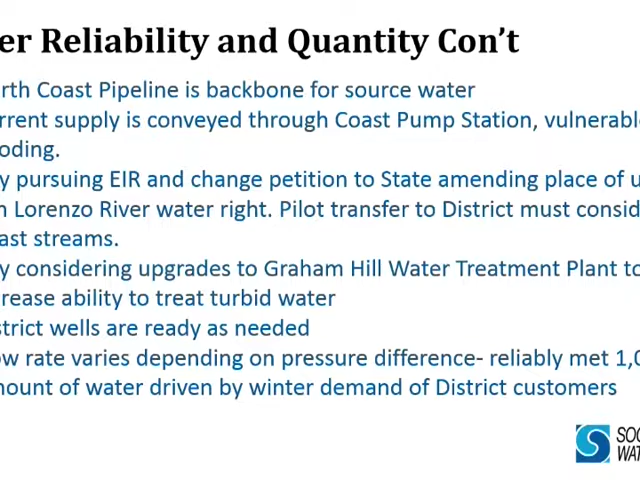 er Reliability and Quantity Con't
rth Coast Pipeline is backbone for source water
rrent supply is conveyed through Coast Pump Station, vulnerable
oding.
y pursuing EIR and change petition to State amending place of u
n Lorenzo River water right. Pilot transfer to District must consid
ast streams.
y considering upgrades to Graham Hill Water Treatment Plant to
rease ability to treat turbid water
strict wells are ready as needed
ow rate varies depending on pressure difference- reliably met 1,0
mount of water driven by winter demand of District customers
SOQ
WAT